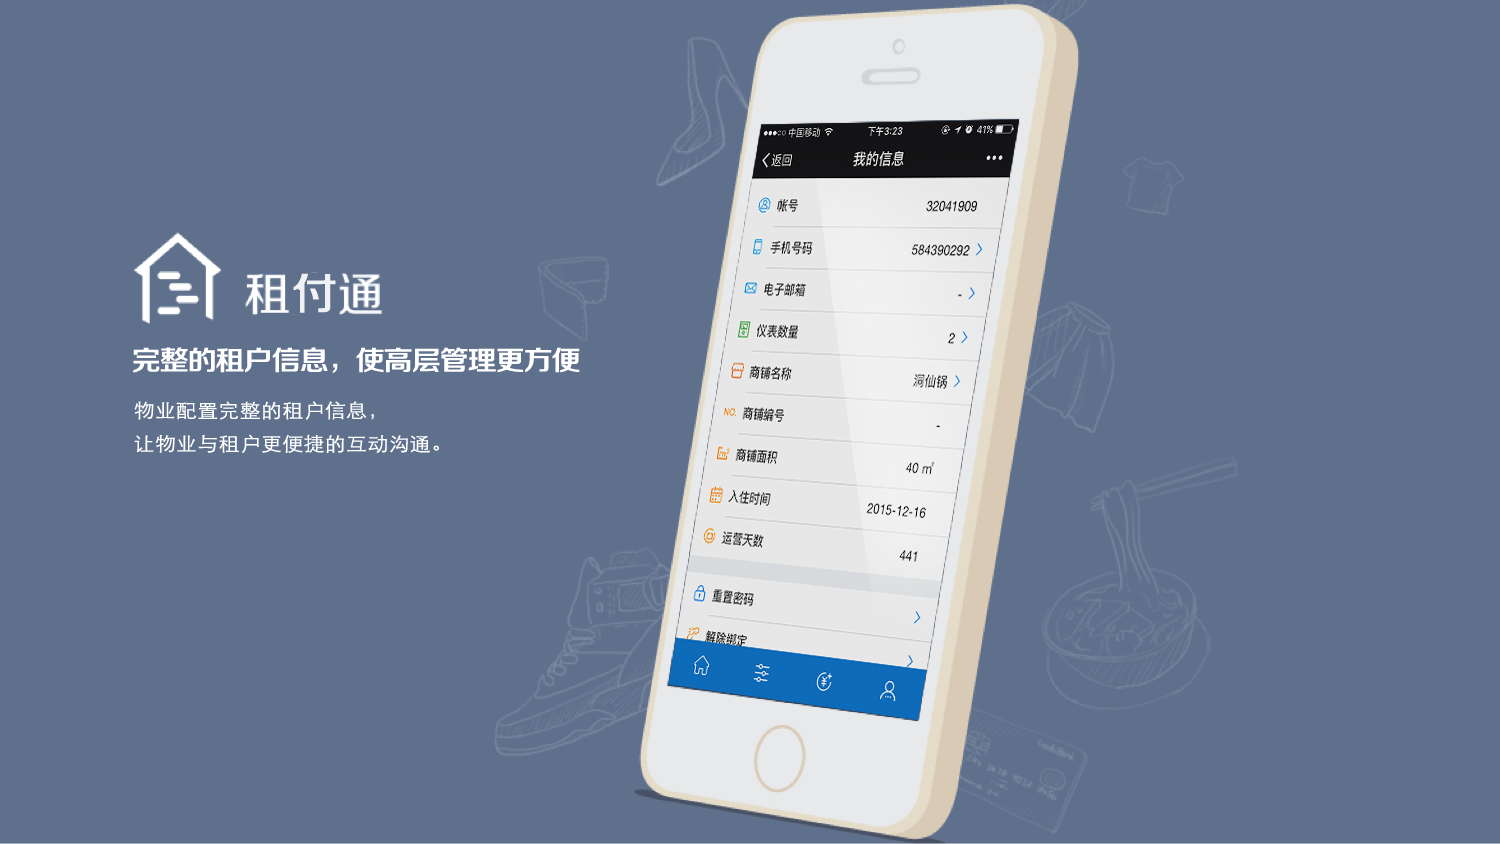 租付通
完整的租户信息，使高层管理更方便
物业配置完整的租户信息，
让物业与租户更便捷的互动沟通。
中国移动 下午3:23 41%
返回 我的信息
帐号 32041909
手机号码 584390292
电子邮箱 -
仪表数量 2
商铺名称 洞仙锅
NO. 商铺编号 -
商铺面积 40 ㎡
入住时间 2015-12-16
运营天数 441
重置密码
解除绑定